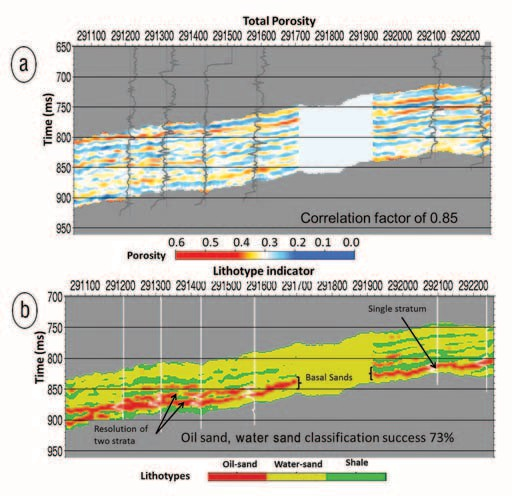 Total Porosity
291100 291200 291300 291400 291500 291600 291700 291800 291900 292000 292100 292200
a
650
700
750
800
850
900
950
Time (ms)
Correlation factor of 0.85
0.6 0.5 0.4 0.3 0.2 0.1 0.0
Porosity
Lithotype indicator
291100 291200 291300 291400 291500 291600 291700 291800 291900 292000 292100 292200
b
700
750
800
850
900
950
Time (ms)
Single stratum
Basal Sands
Resolution of
two strata
Oil sand, water sand classification success 73%
Oil-sand Water-sand Shale
Lithotypes